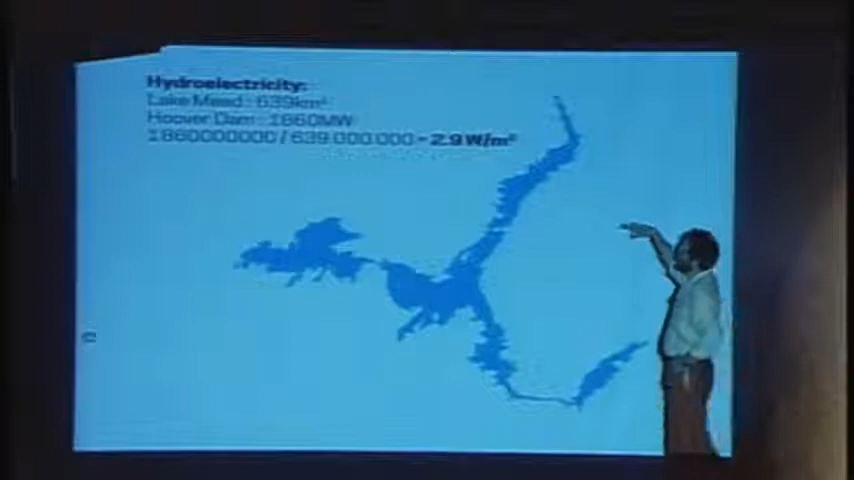 Hydroelectricity:
Lake Mead : 639km²
Hoover Dam : 1860MW
1860000000 / 639.000.000 = 2.9 W/m²